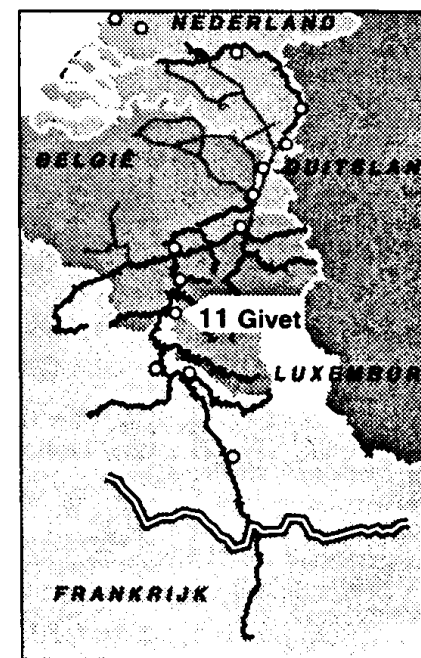 NEDERLAND
BELGIË
DUITSLAN
11 Givet
LUXEMBUR
FRANKRIJK